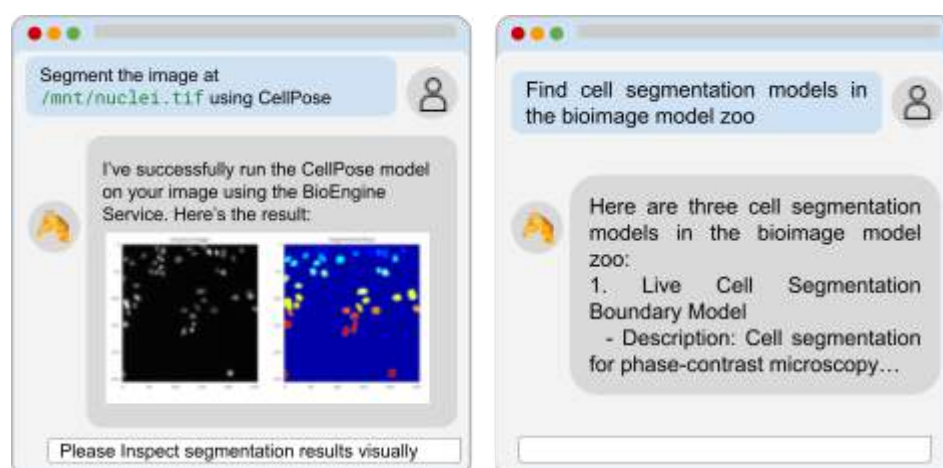 Segment the image at
/mnt/nuclei.tif using CellPose
I've successfully run the CellPose model
on your image using the BioEngine
Service. Here's the result:
Please Inspect segmentation results visually
Find cell segmentation models in
the bioimage model zoo
Here are three cell segmentation
models in the bioimage model
zoo:
1. Live Cell Segmentation
Boundary Model
- Description: Cell segmentation
for phase-contrast microscopy…